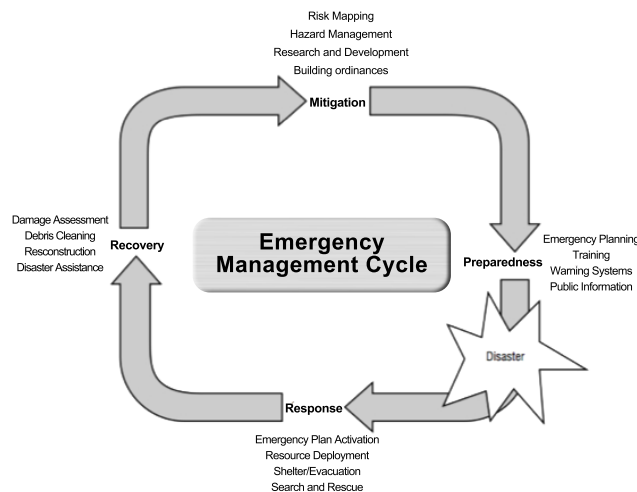 Risk Mapping
Hazard Management
Research and Development
Building ordinances
Mitigation
Damage Assessment
Debris Cleaning
Resconstruction
Disaster Assistance
Recovery
Emergency
Management Cycle
Preparedness
Emergency Planning
Training
Warning Systems
Public Information
Disaster
Response
Emergency Plan Activation
Resource Deployment
Shelter/Evacuation
Search and Rescue